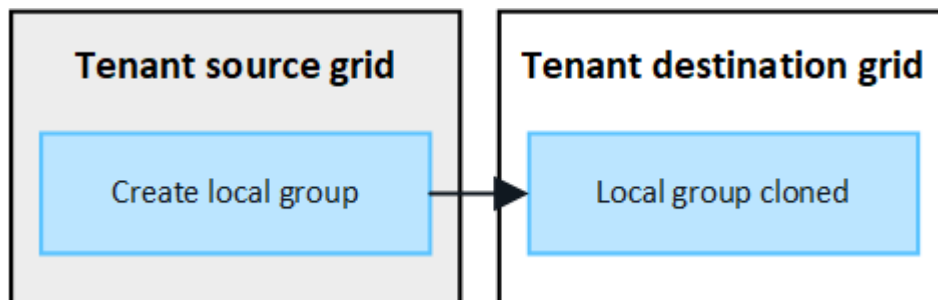 Tenant source grid
Create local group
Tenant destination grid
Local group cloned